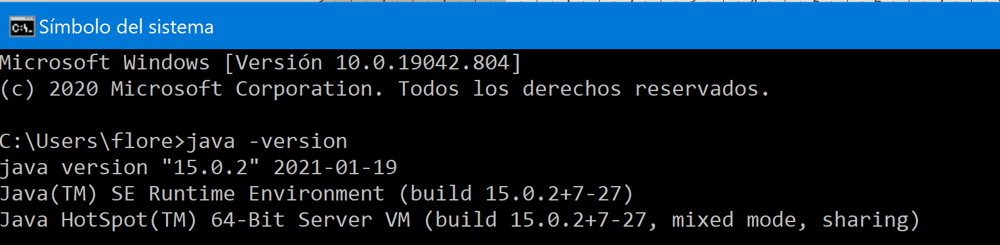 Símbolo del sistema
Microsoft Windows [Versión 10.0.19042.804]
(c) 2020 Microsoft Corporation. Todos los derechos reservados.
C:\Users\flore>java -version
java version "15.0.2" 2021-01-19
Java(TM) SE Runtime Environment (build 15.0.2+7-27)
Java HotSpot(TM) 64-Bit Server VM (build 15.0.2+7-27, mixed mode, sharing)